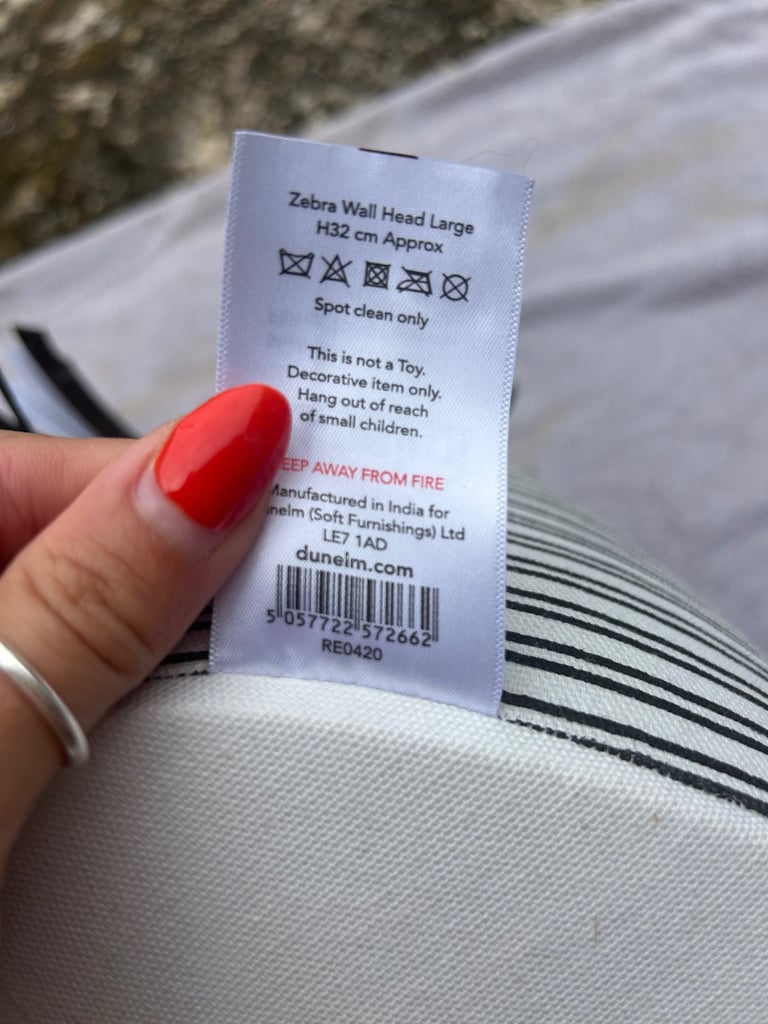 Zebra Wall Head Large
H32 cm Approx
Spot clean only
This is not a Toy.
Decorative item only.
Hang out of reach
of small children.
EEP AWAY FROM FIRE
Manufactured in India for
nelm (Soft Furnishings) Ltd
LE7 1AD
dunelm.com
5 057722 572662
RE0420